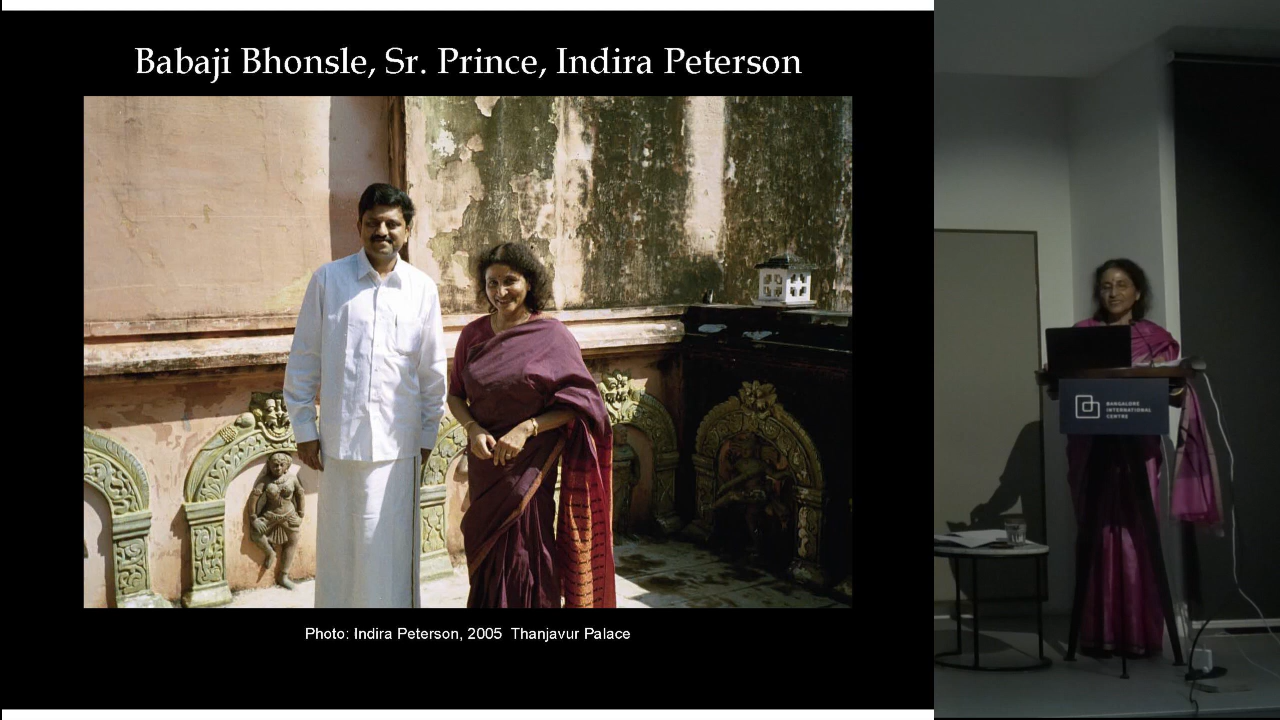 Babaji Bhonsle, Sr. Prince, Indira Peterson
Photo: Indira Peterson, 2005  Thanjavur Palace
BANGALORE
INTERNATIONAL
CENTRE